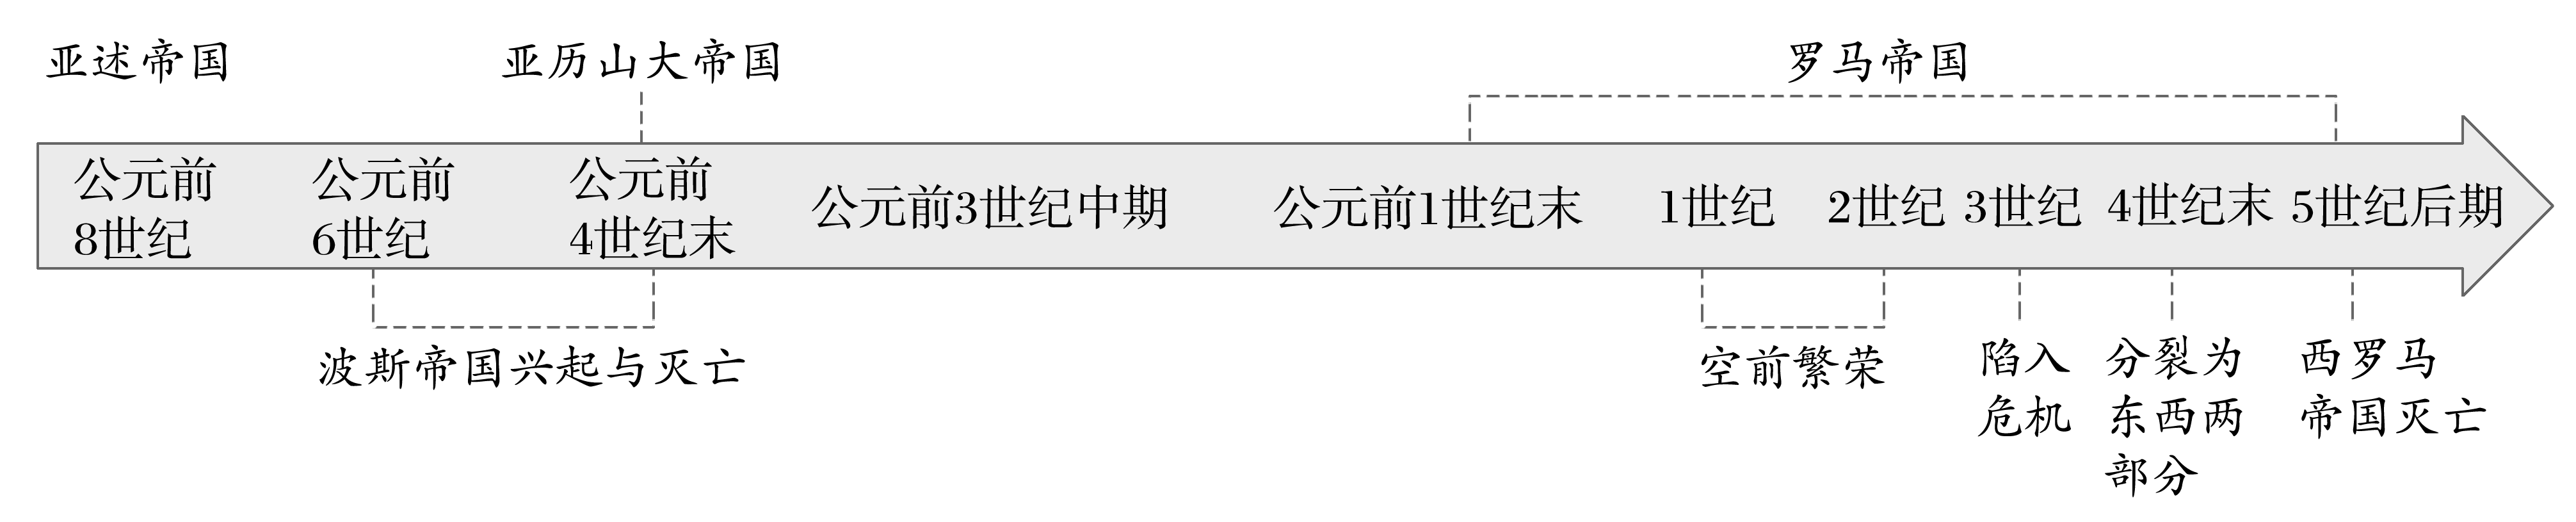 亚述帝国
亚历山大帝国
罗马帝国
公元前
8世纪
公元前
6世纪
公元前
4世纪末
公元前3世纪中期
公元前1世纪末
1世纪
2世纪
3世纪
4世纪末
5世纪后期
波斯帝国兴起与灭亡
空前繁荣
陷入
危机
分裂为
东西两
部分
西罗马
帝国灭亡